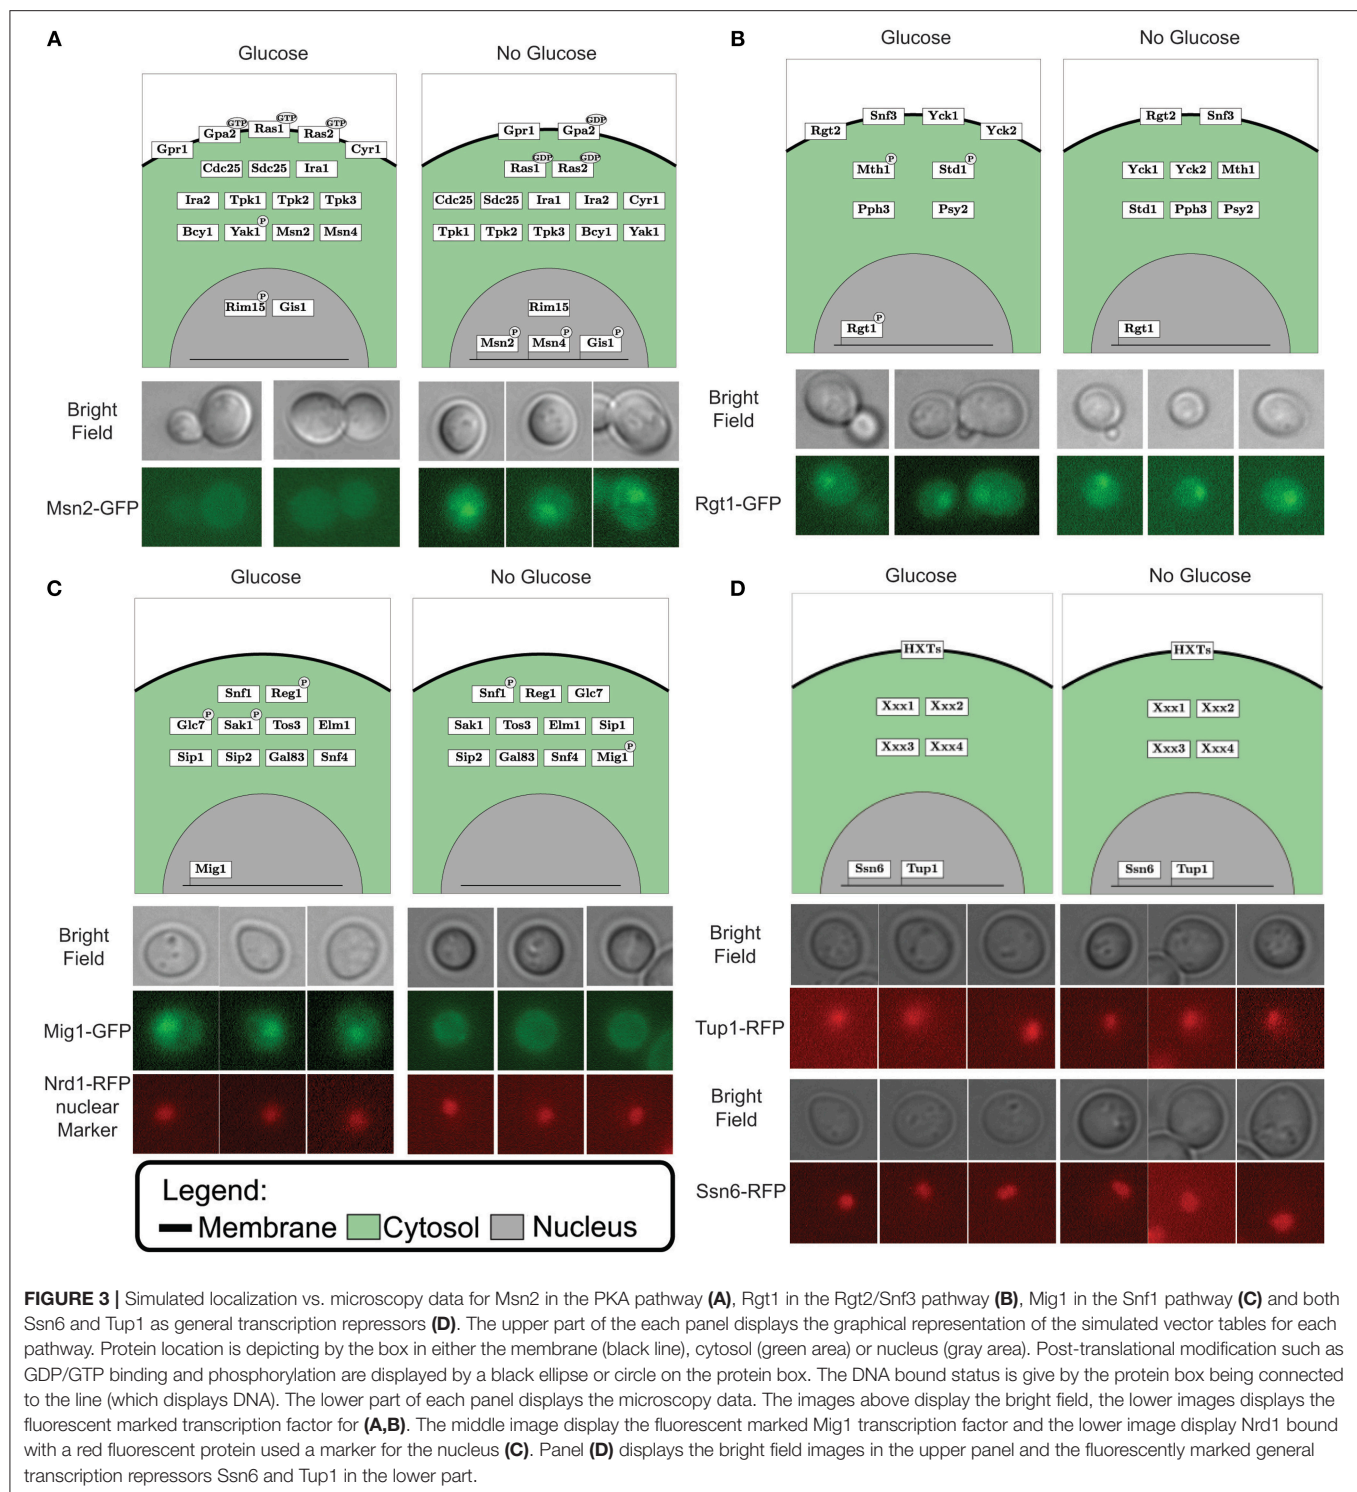 A
Glucose
No Glucose
GTP GTP GTP
Gpa2 Ras1 Ras2
Gpr1 Cyr1
Cdc25 Sdc25 Ira1
Ira2 Tpk1 Tpk2 Tpk3
P
Bcy1 Yak1 Msn2 Msn4
P
Rim15 Gis1
GDP
Gpr1 Gpa2
GDP GDP
Ras1 Ras2
Cdc25 Sdc25 Ira1 Ira2 Cyr1
Tpk1 Tpk2 Tpk3 Bcy1 Yak1
Rim15
P P P
Msn2 Msn4 Gis1
Bright
Field
Msn2-GFP
B
Glucose
No Glucose
Snf3 Yck1
Rgt2 Yck2
P P
Mth1 Std1
Pph3 Psy2
P
Rgt1
Rgt2 Snf3
Yck1 Yck2 Mth1
Std1 Pph3 Psy2
Rgt1
Bright
Field
Rgt1-GFP
C
Glucose
No Glucose
P
Snf1 Reg1
P P
Glc7 Sak1 Tos3 Elm1
Sip1 Sip2 Gal83 Snf4
Mig1
P
Snf1 Reg1 Glc7
Sak1 Tos3 Elm1 Sip1
P
Sip2 Gal83 Snf4 Mig1
Bright
Field
Mig1-GFP
Nrd1-RFP
nuclear
Marker
Legend:
Membrane Cytosol Nucleus
D
Glucose
No Glucose
HXTs
Xxx1 Xxx2
Xxx3 Xxx4
Ssn6 Tup1
HXTs
Xxx1 Xxx2
Xxx3 Xxx4
Ssn6 Tup1
Bright
Field
Tup1-RFP
Bright
Field
Ssn6-RFP
FIGURE 3 | Simulated localization vs. microscopy data for Msn2 in the PKA pathway (A), Rgt1 in the Rgt2/Snf3 pathway (B), Mig1 in the Snf1 pathway (C) and both
Ssn6 and Tup1 as general transcription repressors (D). The upper part of the each panel displays the graphical representation of the simulated vector tables for each
pathway. Protein location is depicting by the box in either the membrane (black line), cytosol (green area) or nucleus (gray area). Post-translational modification such as
GDP/GTP binding and phosphorylation are displayed by a black ellipse or circle on the protein box. The DNA bound status is give by the protein box being connected
to the line (which displays DNA). The lower part of each panel displays the microscopy data. The images above display the bright field, the lower images displays the
fluorescent marked transcription factor for (A,B). The middle image display the fluorescent marked Mig1 transcription factor and the lower image display Nrd1 bound
with a red fluorescent protein used a marker for the nucleus (C). Panel (D) displays the bright field images in the upper panel and the fluorescently marked general
transcription repressors Ssn6 and Tup1 in the lower part.